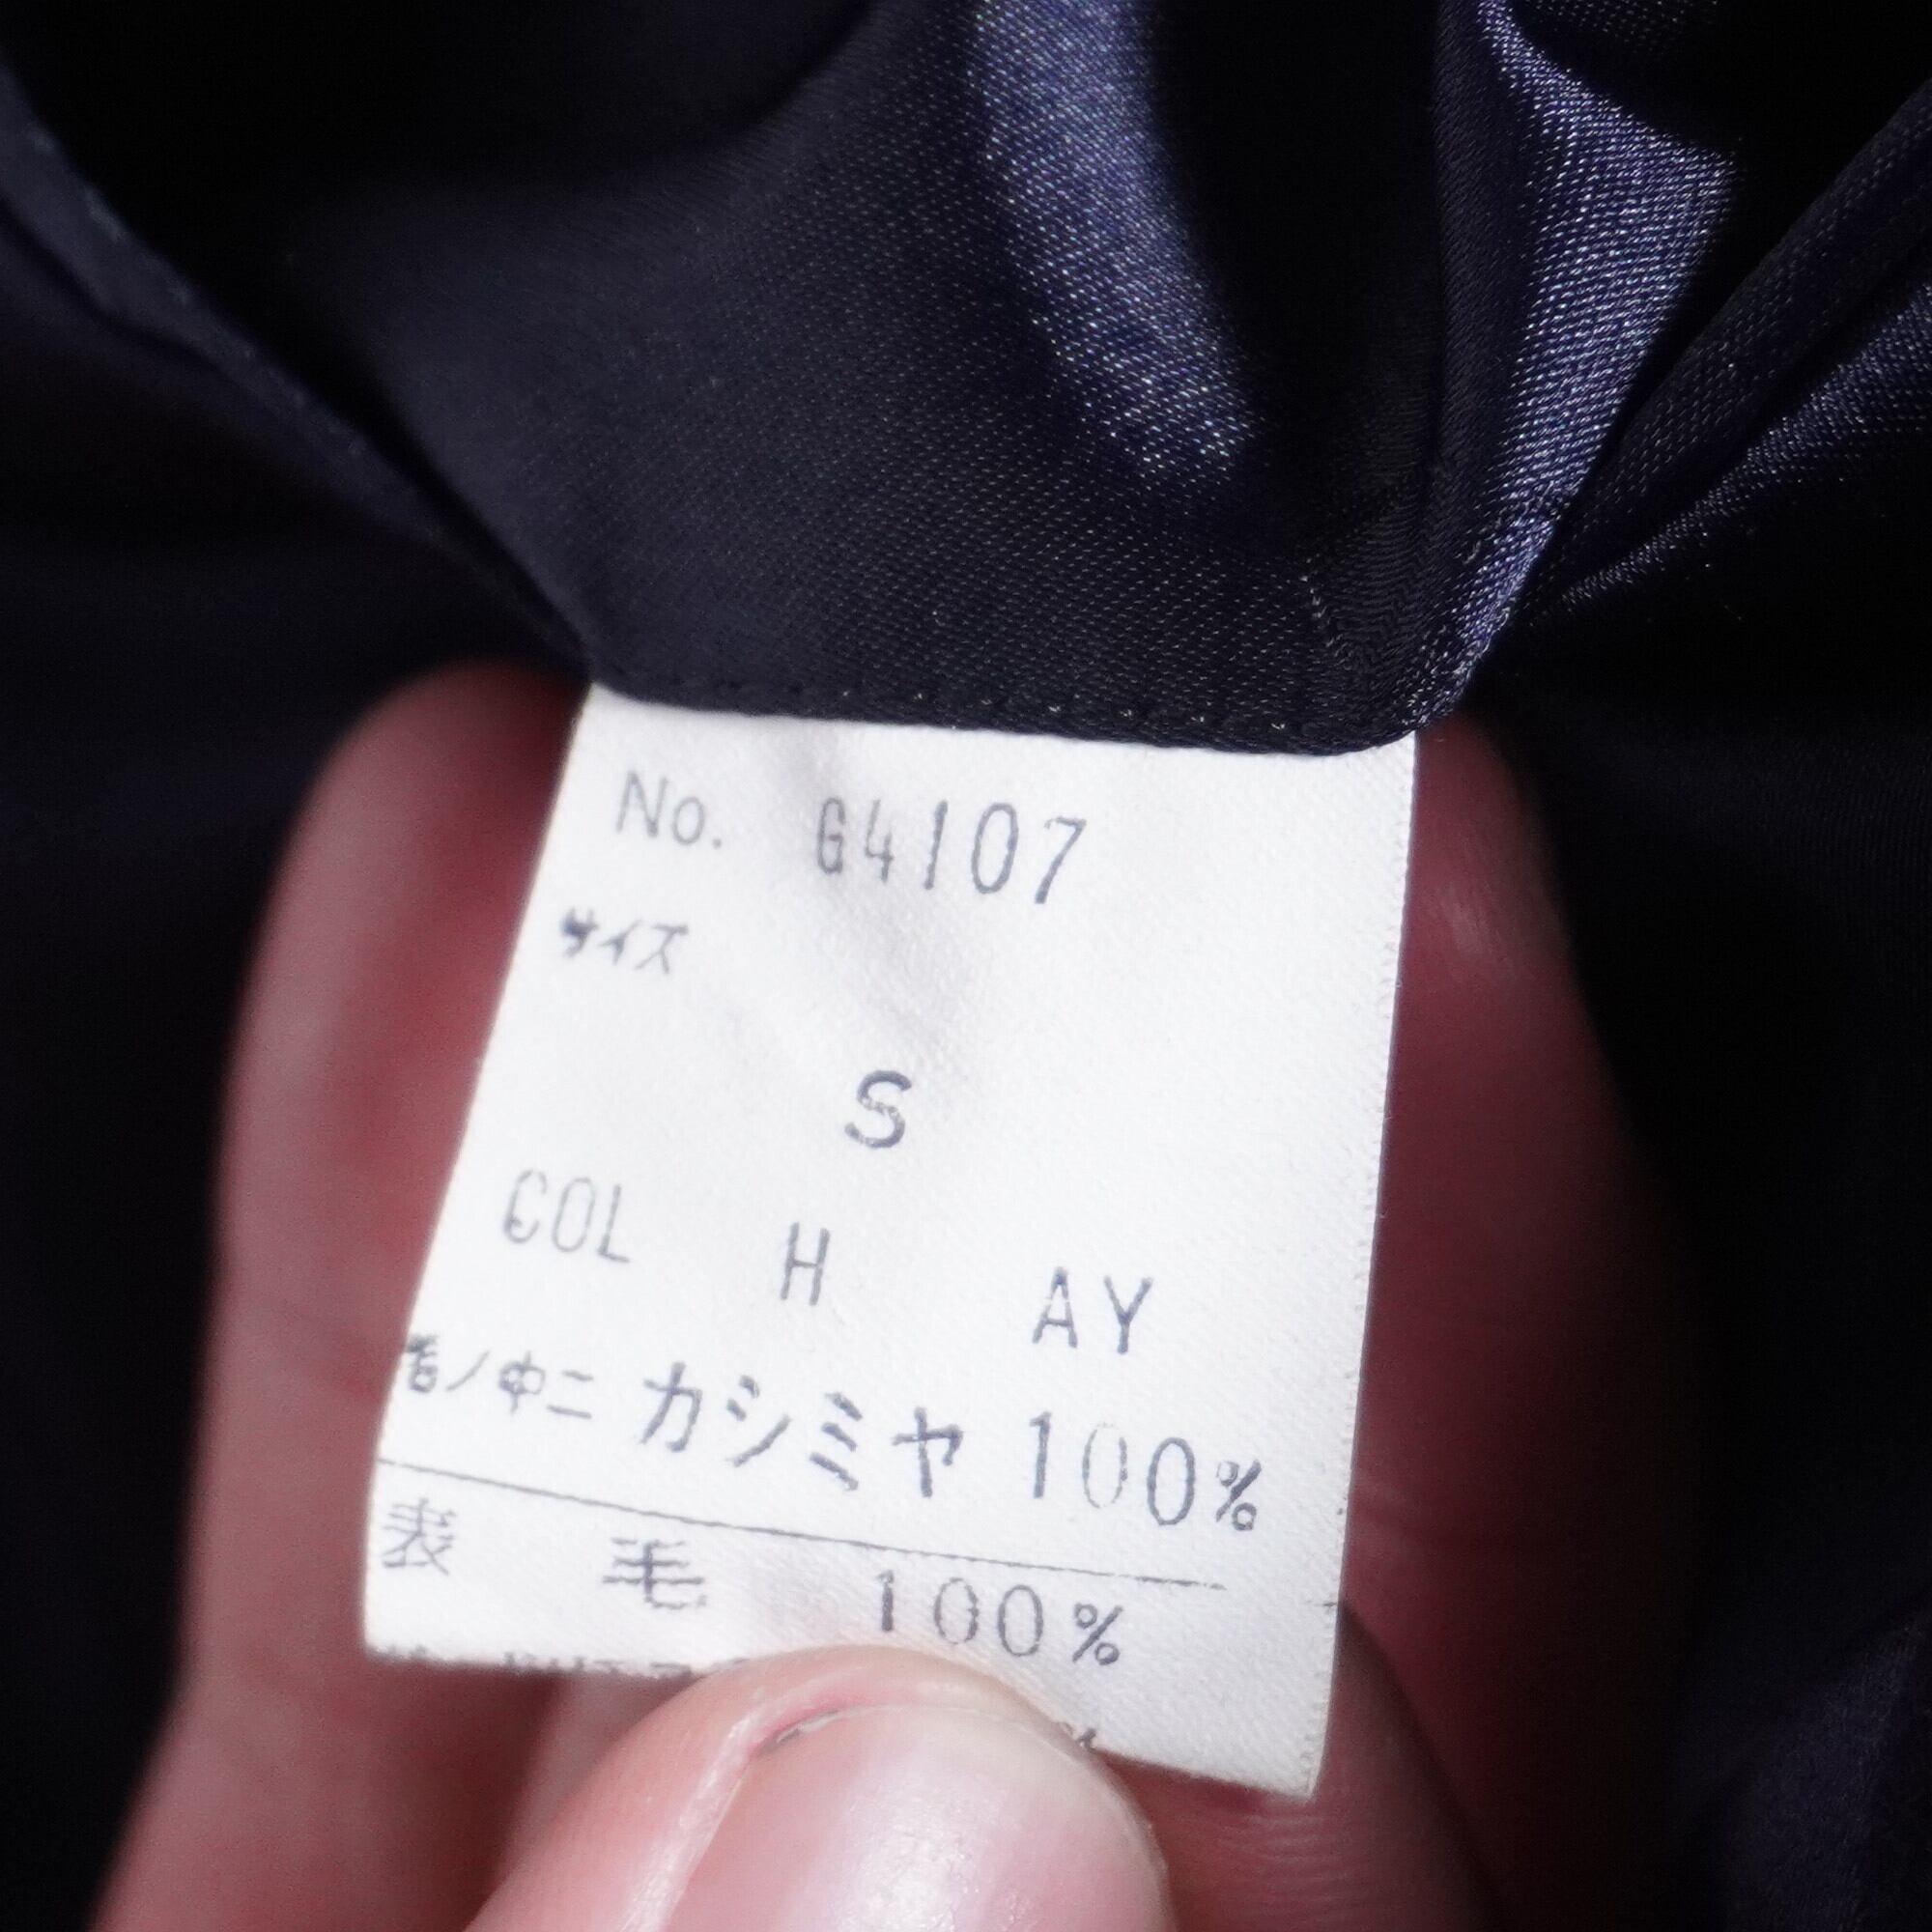 No. G4107
サイズ
S
COL H AY
毛ノ中ニ カシミヤ 100%
表 毛 100%